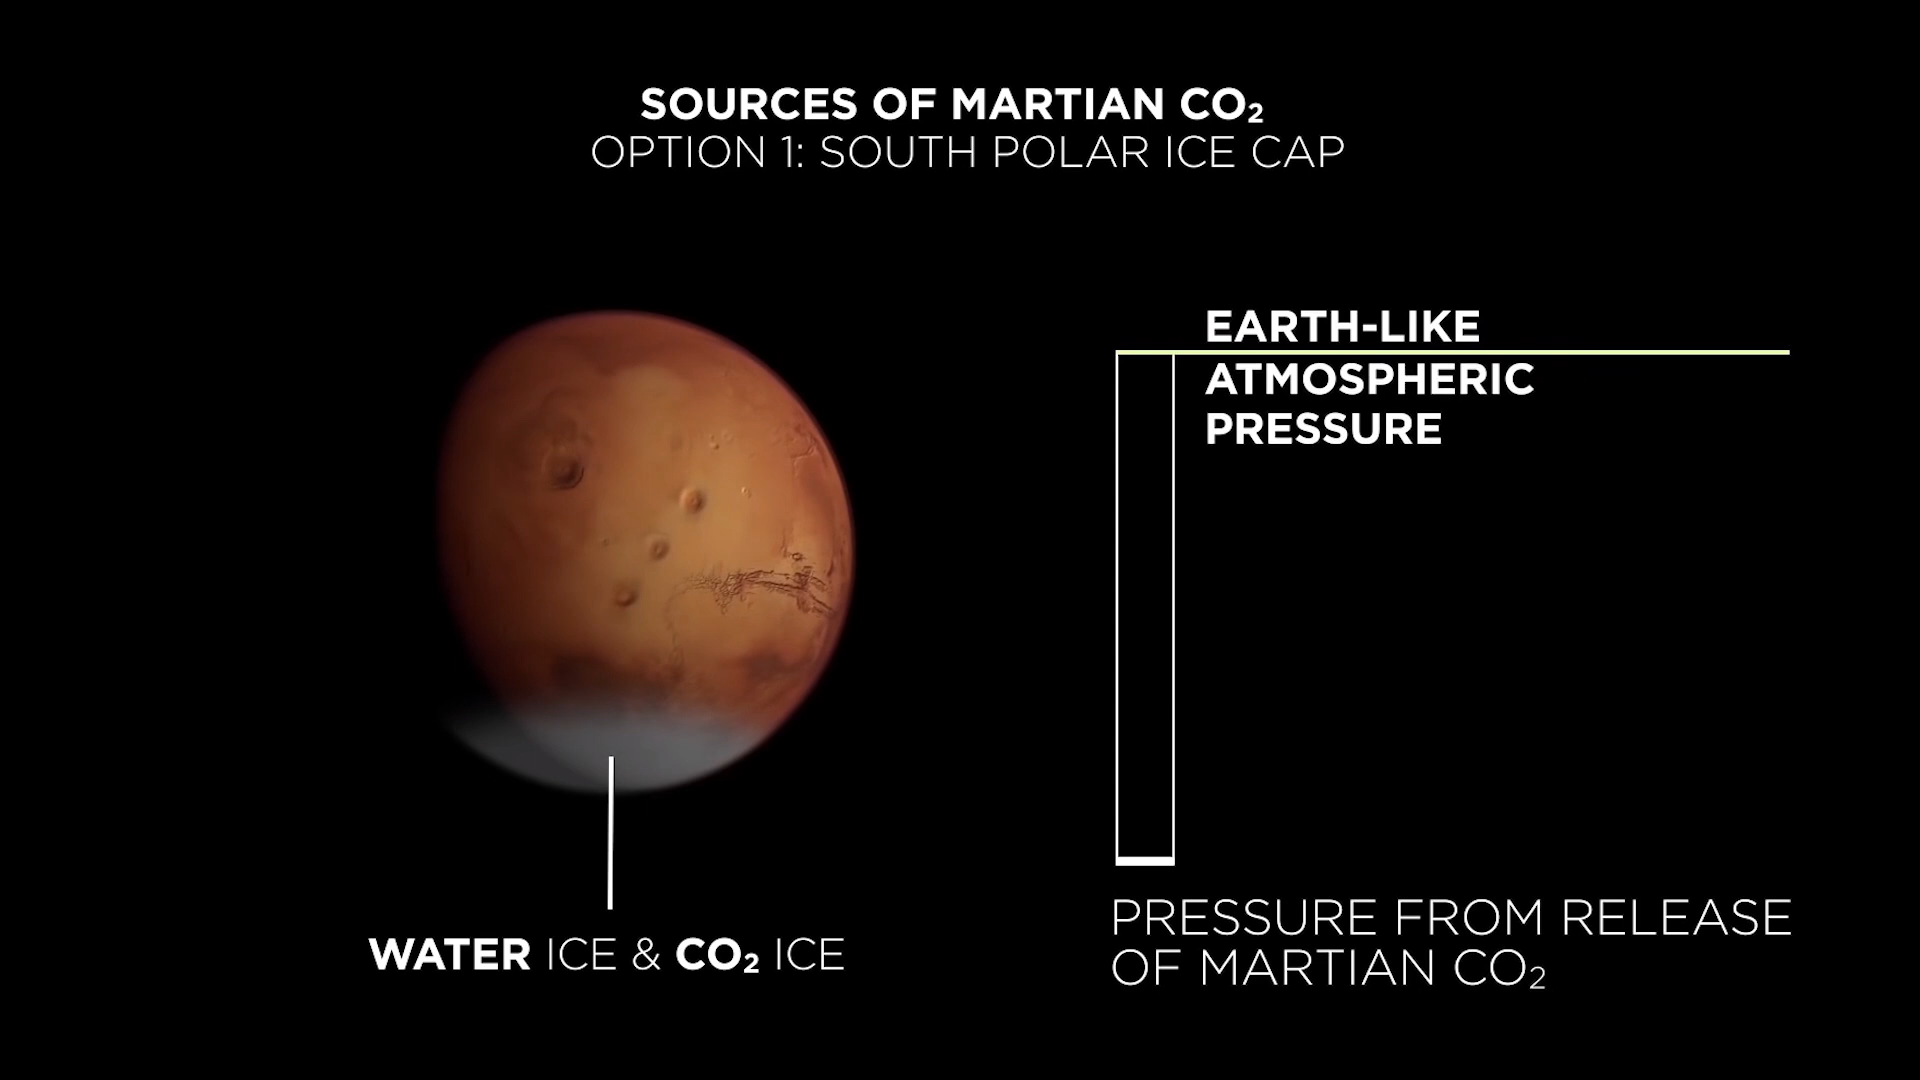 SOURCES OF MARTIAN CO₂
OPTION 1: SOUTH POLAR ICE CAP
EARTH-LIKE
ATMOSPHERIC
PRESSURE
WATER ICE & CO₂ ICE
PRESSURE FROM RELEASE
OF MARTIAN CO₂